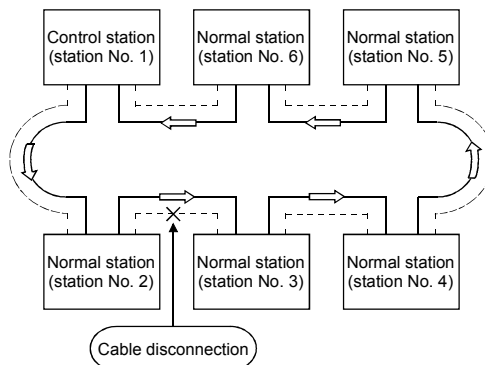 Control station
(station No. 1)
Normal station
(station No. 6)
Normal station
(station No. 5)
Normal station
(station No. 2)
Normal station
(station No. 3)
Normal station
(station No. 4)
Cable disconnection